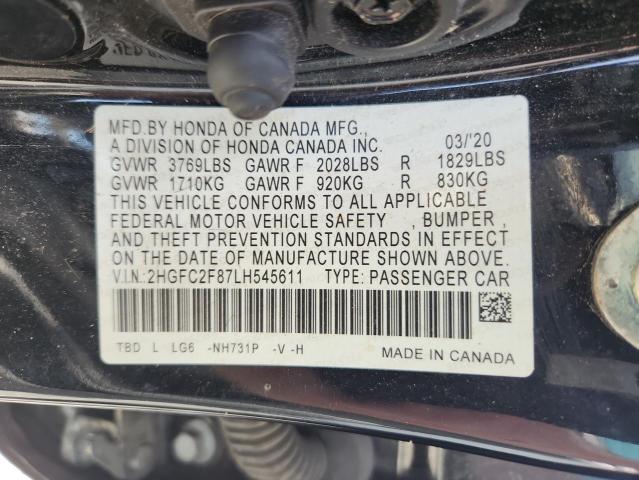 MFD.BY HONDA OF CANADA MFG.,
A DIVISION OF HONDA CANADA INC. 03/'20
GVWR 3769LBS GAWR F 2028LBS R 1829LBS
GVWR 1710KG GAWR F 920KG R 830KG
THIS VEHICLE CONFORMS TO ALL APPLICABLE
FEDERAL MOTOR VEHICLE SAFETY , BUMPER ,
AND THEFT PREVENTION STANDARDS IN EFFECT
ON THE DATE OF MANUFACTURE SHOWN ABOVE.
V.I.N.:2HGFC2F87LH545611 TYPE: PASSENGER CAR
TBD L LG6 -NH731P -V -H
MADE IN CANADA